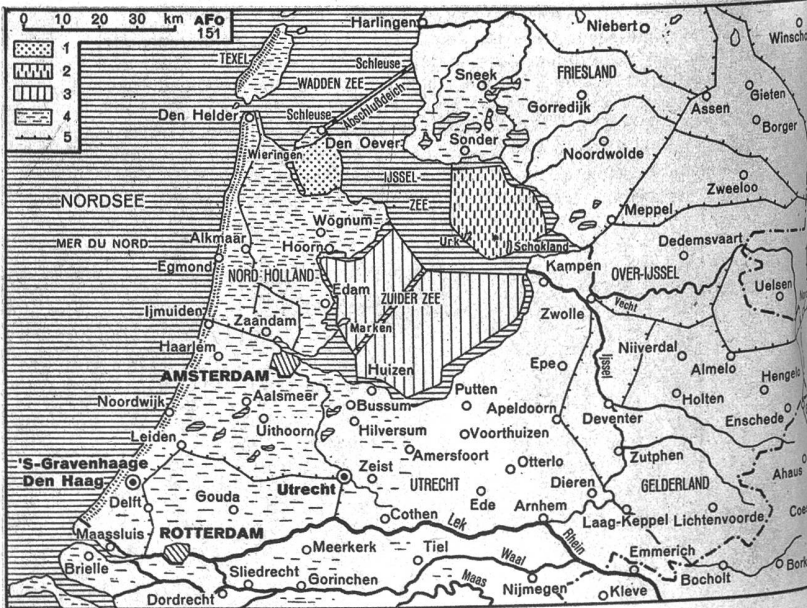 0 10 20 30 km
AFo
151
1
2
3
4
5
TEXEL
WADDEN ZEE
Schleuse
Abschlußdeich
Schleuse
Harlingen
Niebert
Sneek
FRIESLAND
Gorredijk
Assen
Gieten
Borger
Den Helder
Den Oever
Wieringen
Sonder
Noordwolde
IJSSEL-
ZEE
Zweeloo
NORDSEE
MER DU NORD
Wognum
Alkmaar
Hoorn
Egmond
NORD HOLLAND
Urk
Schokland
Meppel
Dedemsvaart
Kampen
OVER-IJSSEL
Uelsen
Edam
ZUIDER ZEE
Ijmuiden
Zaandam
Marken
Zwolle
Vecht
Haarlem
AMSTERDAM
Huizen
Epe
Ijssel
Niiverdal
Almelo
Hengelo
Holten
Enschede
Noordwijk
Aalsmeer
Bussum
Putten
Apeldoorn
Deventer
Uithoorn
Hilversum
Voorthuizen
Leiden
Amersfoort
Zutphen
'S-Gravenhaage
Den Haag
Zeist
Otterlo
Utrecht
UTRECHT
Dieren
GELDERLAND
Ahaus
Delft
Gouda
Ede
Cothen
Arnhem
Laag-Keppel
Lichtenvoorde
Maassluis
ROTTERDAM
Lek
Rhein
Brielle
Meerkerk
Tiel
Waal
Emmerich
Bocholt
Sliedrecht
Gorinchen
Maas
Nijmegen
Kleve
Dordrecht